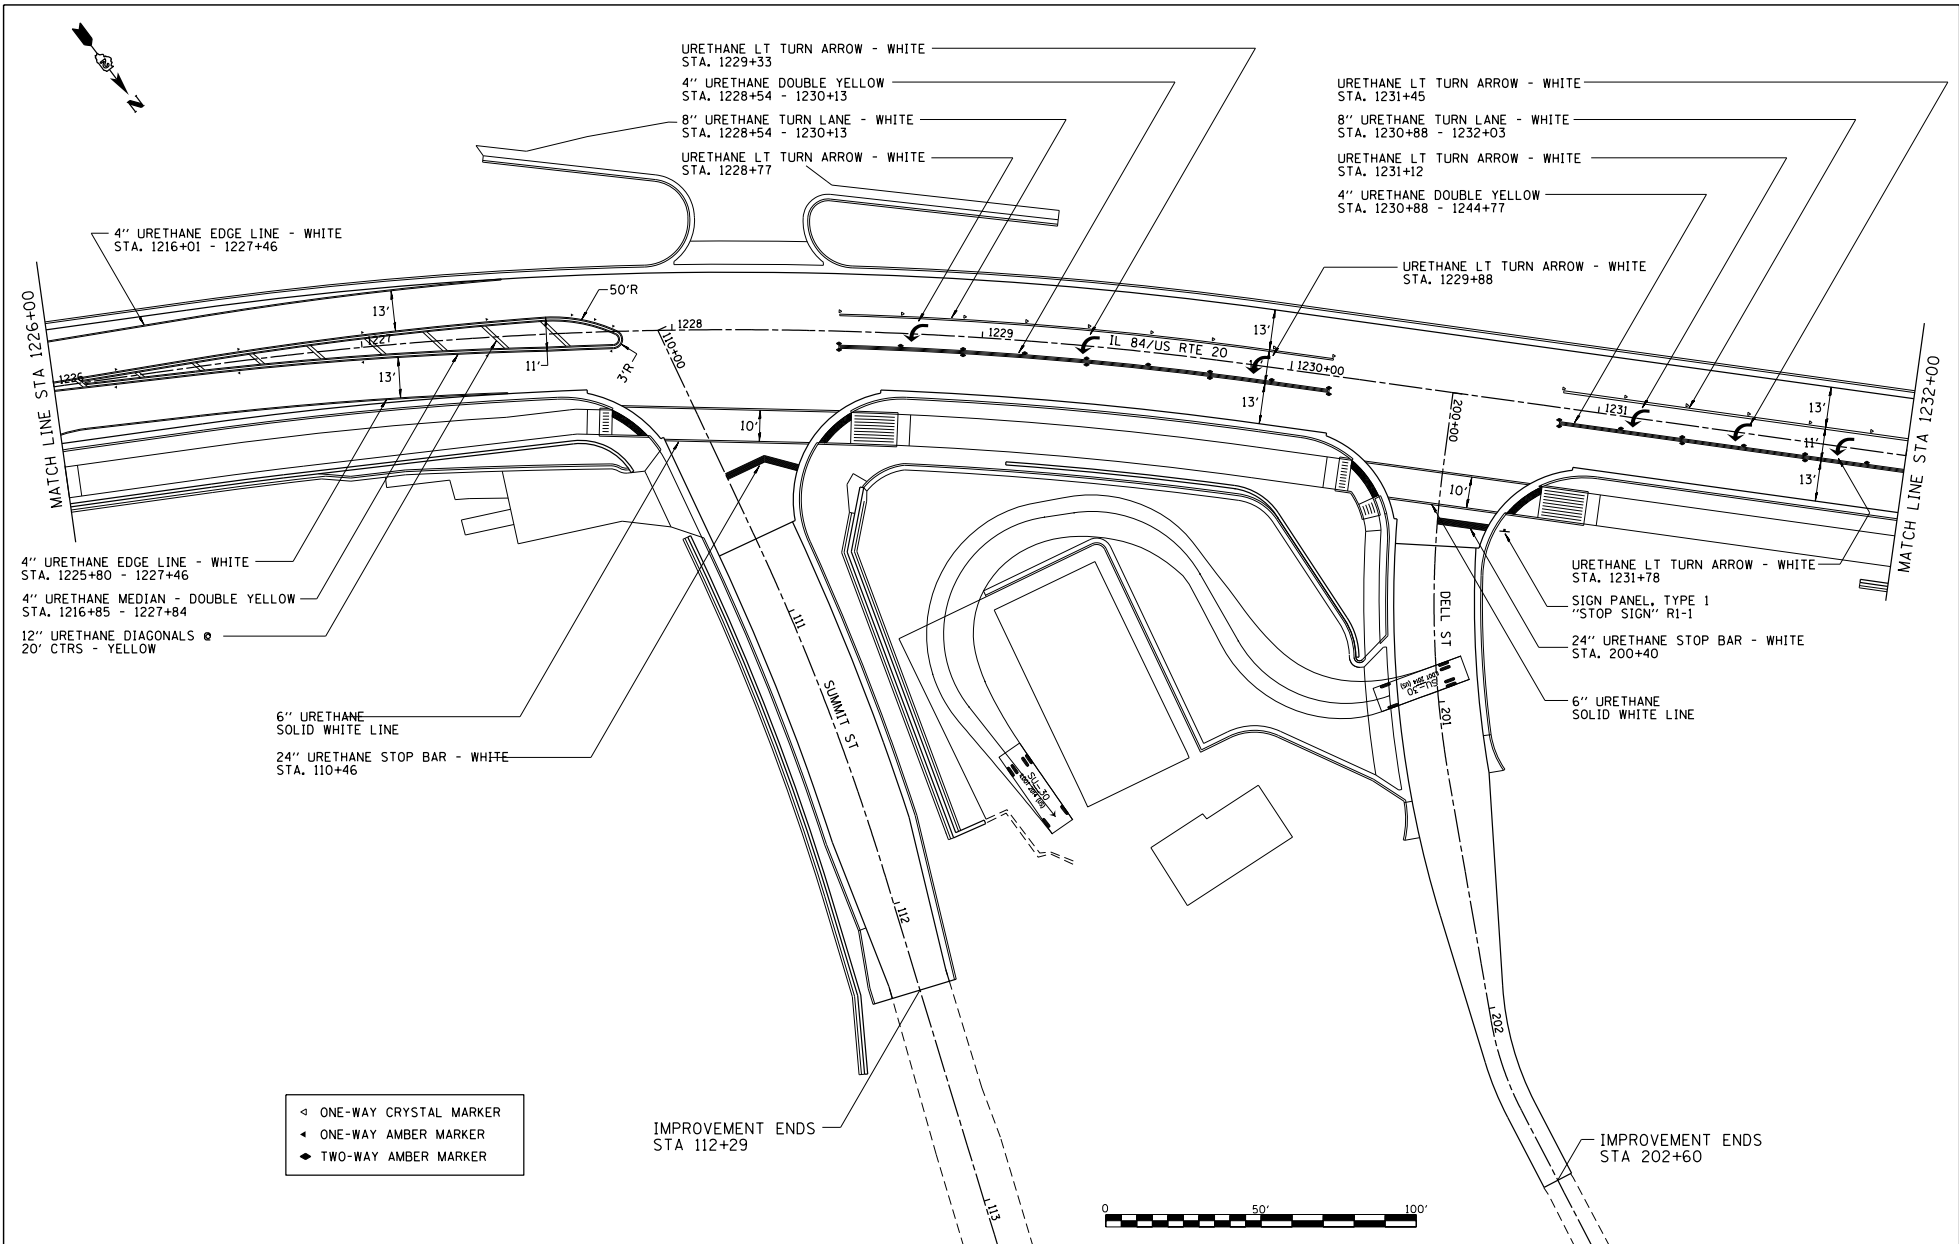 N
URETHANE LT TURN ARROW - WHITE
STA. 1229+33
4" URETHANE DOUBLE YELLOW
STA. 1228+54 - 1230+13
8" URETHANE TURN LANE - WHITE
STA. 1228+54 - 1230+13
URETHANE LT TURN ARROW - WHITE
STA. 1228+77
URETHANE LT TURN ARROW - WHITE
STA. 1231+45
8" URETHANE TURN LANE - WHITE
STA. 1230+88 - 1232+03
URETHANE LT TURN ARROW - WHITE
STA. 1231+12
4" URETHANE DOUBLE YELLOW
STA. 1230+88 - 1244+77
4" URETHANE EDGE LINE - WHITE
STA. 1216+01 - 1227+46
URETHANE LT TURN ARROW - WHITE
STA. 1229+88
MATCH LINE STA 1226+00
50'R
13'
1226
1227
13'
11'
3'R
1228
110+00
1229
IL 84/US RTE 20
13'
1230+00
13'
200+00
1231
13'
11'
13'
MATCH LINE STA 1232+00
10'
10'
4" URETHANE EDGE LINE - WHITE
STA. 1225+80 - 1227+46
4" URETHANE MEDIAN - DOUBLE YELLOW
STA. 1216+85 - 1227+84
12" URETHANE DIAGONALS @
20' CTRS - YELLOW
URETHANE LT TURN ARROW - WHITE
STA. 1231+78
SIGN PANEL, TYPE 1
"STOP SIGN" R1-1
24" URETHANE STOP BAR - WHITE
STA. 200+40
6" URETHANE
SOLID WHITE LINE
111
SUMMIT ST
DELL ST
SU-30
201
6" URETHANE
SOLID WHITE LINE
24" URETHANE STOP BAR - WHITE
STA. 110+46
SU-30
112
202
113
ONE-WAY CRYSTAL MARKER
ONE-WAY AMBER MARKER
TWO-WAY AMBER MARKER
IMPROVEMENT ENDS
STA 112+29
IMPROVEMENT ENDS
STA 202+60
0 50' 100'